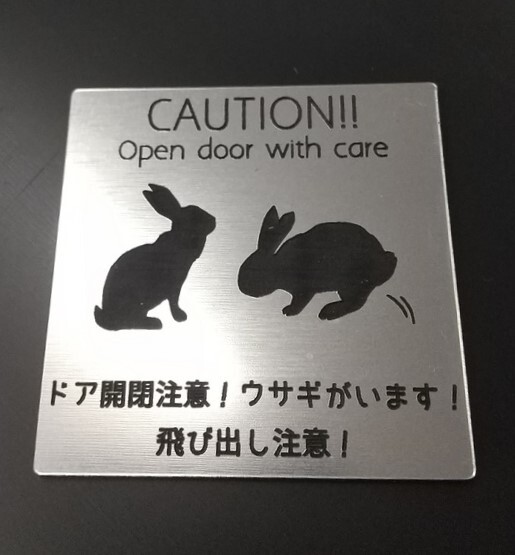 CAUTION!!
Open door with care
ドア開閉注意！ウサギがいます！
飛び出し注意！